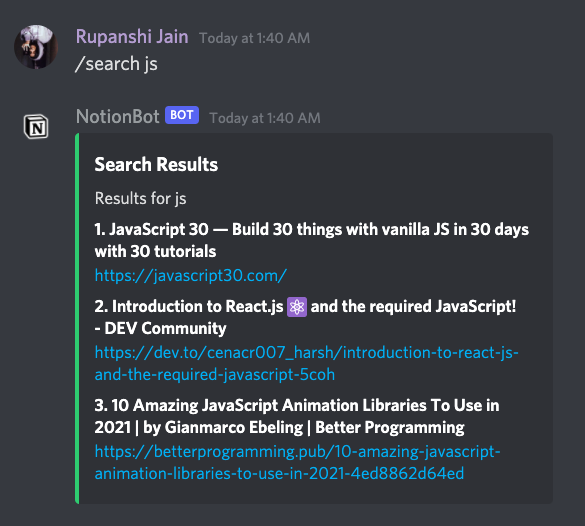 Rupanshi Jain Today at 1:40 AM
/search js
N NotionBot BOT Today at 1:40 AM
Search Results
Results for js
1. JavaScript 30 — Build 30 things with vanilla JS in 30 days
with 30 tutorials
https://javascript30.com/
2. Introduction to React.js ⚛️ and the required JavaScript!
- DEV Community
https://dev.to/cenacr007_harsh/introduction-to-react-js-
and-the-required-javascript-5coh
3. 10 Amazing JavaScript Animation Libraries To Use in
2021 | by Gianmarco Ebeling | Better Programming
https://betterprogramming.pub/10-amazing-javascript-
animation-libraries-to-use-in-2021-4ed8862d64ed